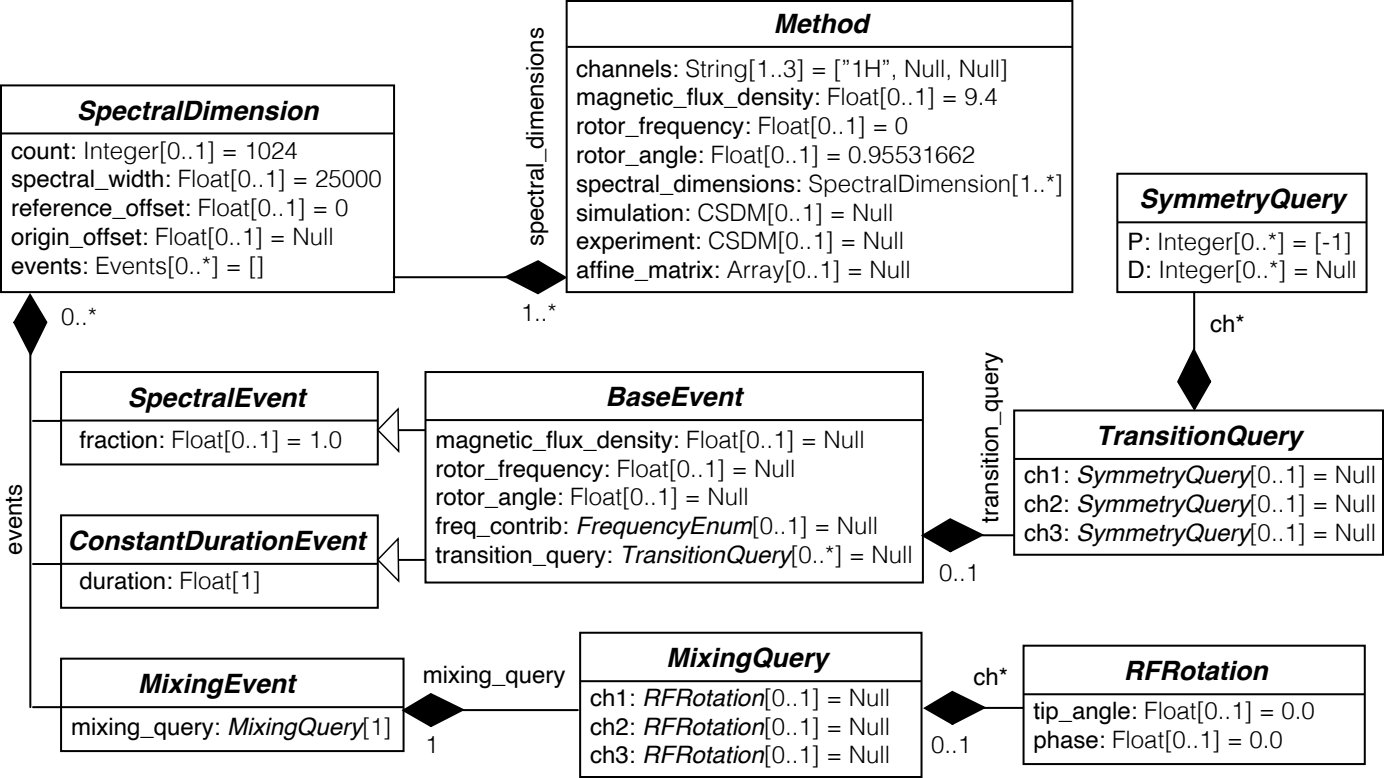 Method
channels: String[1..3] = ["1H", Null, Null]
magnetic_flux_density: Float[0..1] = 9.4
rotor_frequency: Float[0..1] = 0
rotor_angle: Float[0..1] = 0.95531662
spectral_dimensions: SpectralDimension[1..*]
simulation: CSDM[0..1] = Null
experiment: CSDM[0..1] = Null
affine_matrix: Array[0..1] = Null
spectral_dimensions
1..*
SpectralDimension
count: Integer[0..1] = 1024
spectral_width: Float[0..1] = 25000
reference_offset: Float[0..1] = 0
origin_offset: Float[0..1] = Null
events: Events[0..*] = []
0..*
events
SymmetryQuery
P: Integer[0..*] = [-1]
D: Integer[0..*] = Null
ch*
SpectralEvent
fraction: Float[0..1] = 1.0
BaseEvent
magnetic_flux_density: Float[0..1] = Null
rotor_frequency: Float[0..1] = Null
rotor_angle: Float[0..1] = Null
freq_contrib: FrequencyEnum[0..1] = Null
transition_query: TransitionQuery[0..*] = Null
transition_query
0..1
TransitionQuery
ch1: SymmetryQuery[0..1] = Null
ch2: SymmetryQuery[0..1] = Null
ch3: SymmetryQuery[0..1] = Null
ConstantDurationEvent
duration: Float[1]
MixingEvent
mixing_query: MixingQuery[1]
mixing_query
1
MixingQuery
ch1: RFRotation[0..1] = Null
ch2: RFRotation[0..1] = Null
ch3: RFRotation[0..1] = Null
ch*
0..1
RFRotation
tip_angle: Float[0..1] = 0.0
phase: Float[0..1] = 0.0